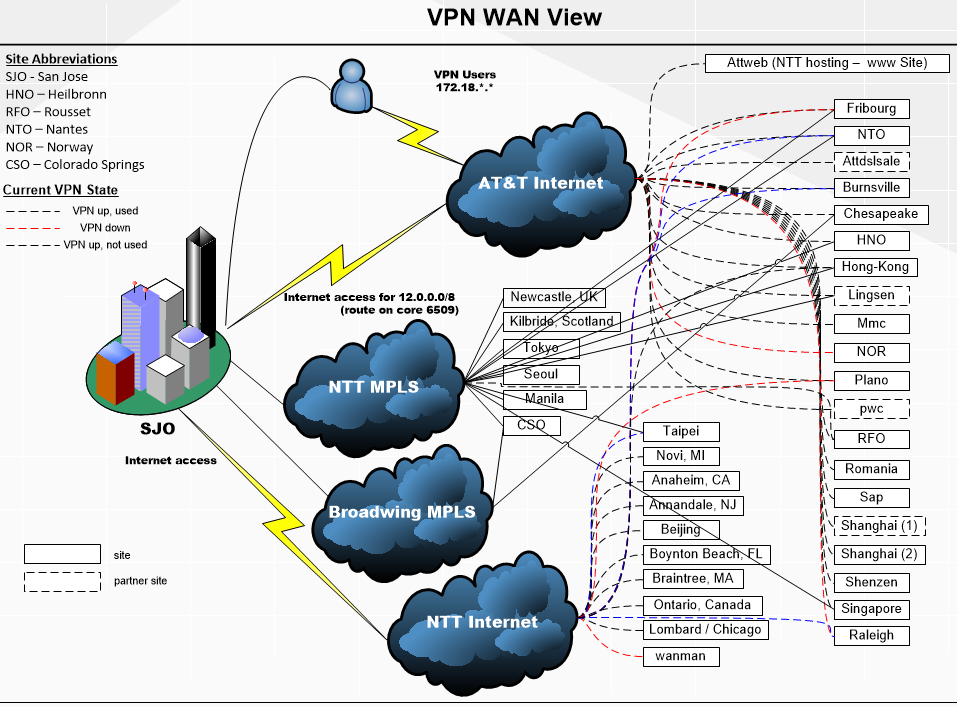 VPN WAN View
Site Abbreviations
SJO - San Jose
HNO – Heilbronn
RFO – Rousset
NTO – Nantes
NOR – Norway
CSO – Colorado Springs
Current VPN State
VPN up, used
VPN down
VPN up, not used
VPN Users
172.18.*.*
AT&T Internet
Internet access for 12.0.0.0/8
(route on core 6509)
NTT MPLS
SJO
Internet access
Broadwing MPLS
NTT Internet
site
partner site
Newcastle, UK
Kilbride, Scotland
Tokyo
Seoul
Manila
CSO
Taipei
Novi, MI
Anaheim, CA
Annandale, NJ
Beijing
Boynton Beach, FL
Braintree, MA
Ontario, Canada
Lombard / Chicago
wanman
Attweb (NTT hosting – www Site)
Fribourg
NTO
Attdslsale
Burnsville
Chesapeake
HNO
Hong-Kong
Lingsen
Mmc
NOR
Plano
pwc
RFO
Romania
Sap
Shanghai (1)
Shanghai (2)
Shenzen
Singapore
Raleigh